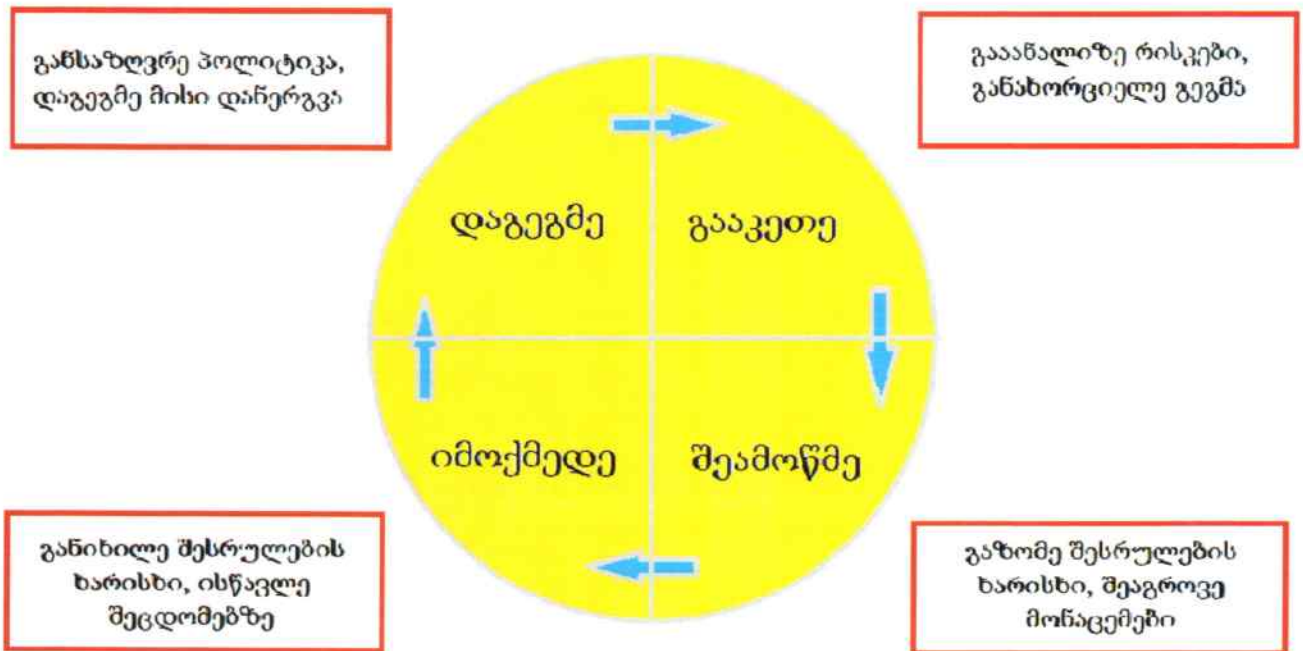 განსაზღვრე პოლიტიკა,
დაგეგმე მისი დანერგვა
გააანალიზე რისკები,
განახორციელე გეგმა
დაგეგმე
გააკეთე
იმოქმედე
შეამოწმე
განიხილე შესრულების
ხარისხი, ისწავლე
შეცდომებზე
გაზომე შესრულების
ხარისხი, შეაგროვე
მონაცემები